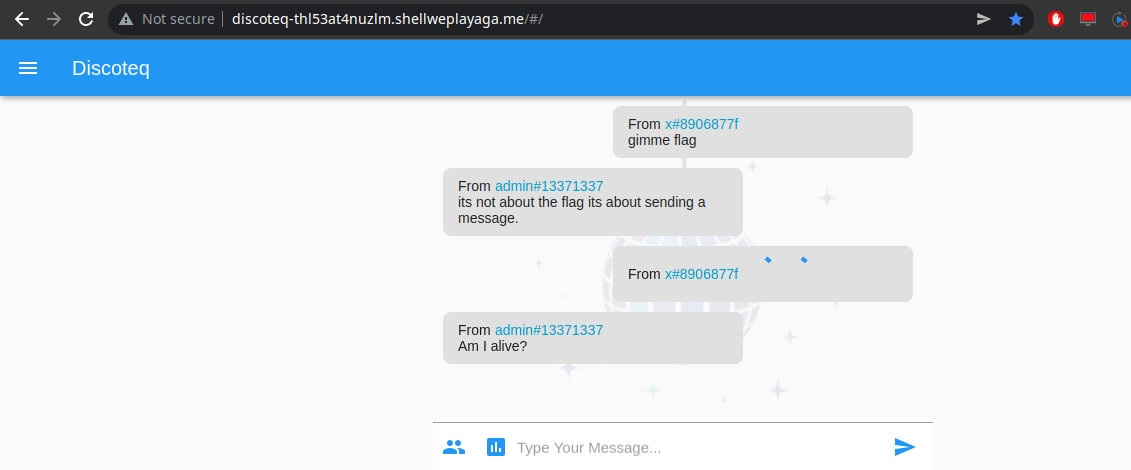 Not secure discoteq-thl53at4nuzlm.shellweplayaga.me/#/
Discoteq
From x#8906877f
gimme flag
From admin#13371337
its not about the flag its about sending a
message.
From x#8906877f
From admin#13371337
Am I alive?
Type Your Message...